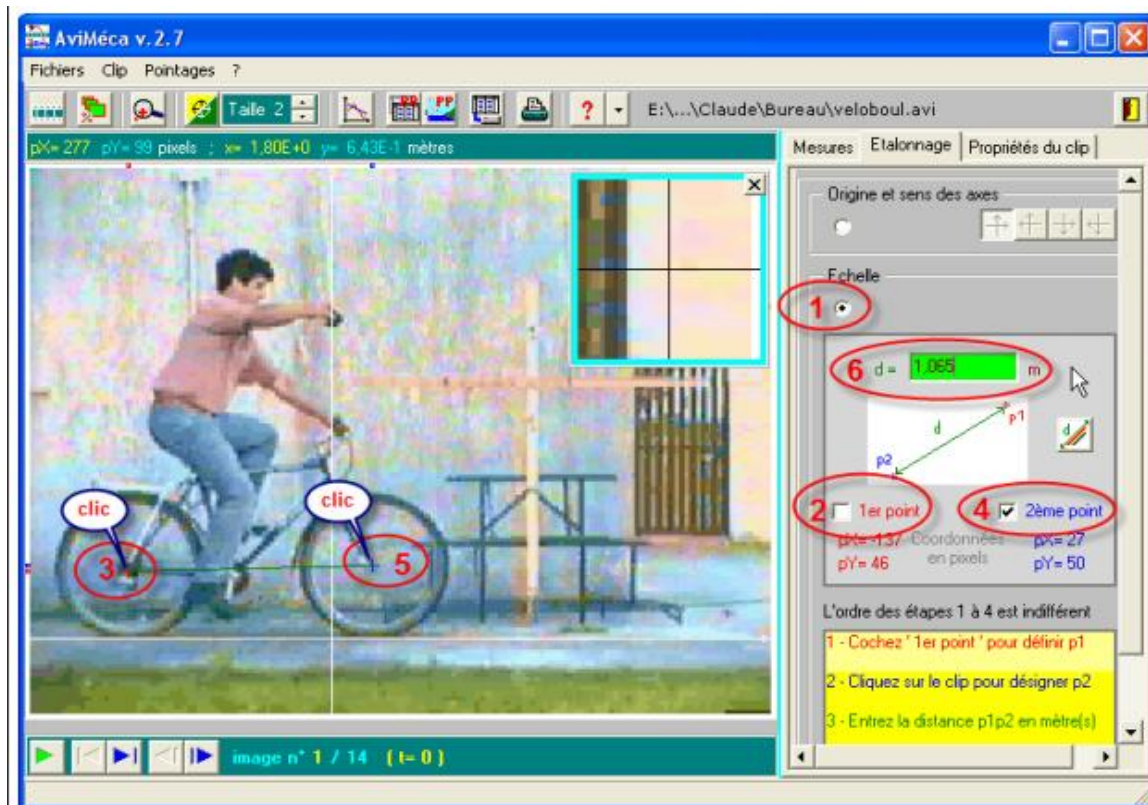 AviMéca v.2.7
Fichiers Clip Pointages ?
Taille 2 ? E:\...\Claude\Bureau\veloboul.avi
pX= 277 pY= 99 pixels ; x= 1,80E+0 y= 6,43E-1 mètres
Mesures Etalonnage Propriétés du clip
Origine et sens des axes
Echelle
1
6 d = 1,065 m
d p1
p2 d
clic clic
2 1er point 4 2ème point
3 5
pX= -137 Coordonnées pX= 27
pY= 46 en pixels pY= 50
L'ordre des étapes 1 à 4 est indifférent
1 - Cochez ' 1er point ' pour définir p1
2 - Cliquez sur le clip pour désigner p2
3 - Entrez la distance p1p2 en mètre(s)
image n° 1 / 14 ( t= 0 )